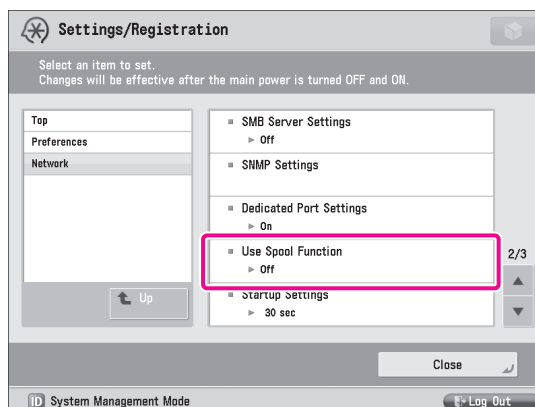 Settings/Registration
Select an item to set.
Changes will be effective after the main power is turned OFF and ON.
Top
Preferences
Network
Up
SMB Server Settings
► Off
SNMP Settings
Dedicated Port Settings
► On
Use Spool Function
► Off
Startup Settings
► 30 sec
2/3
Close
ID System Management Mode
Log Out